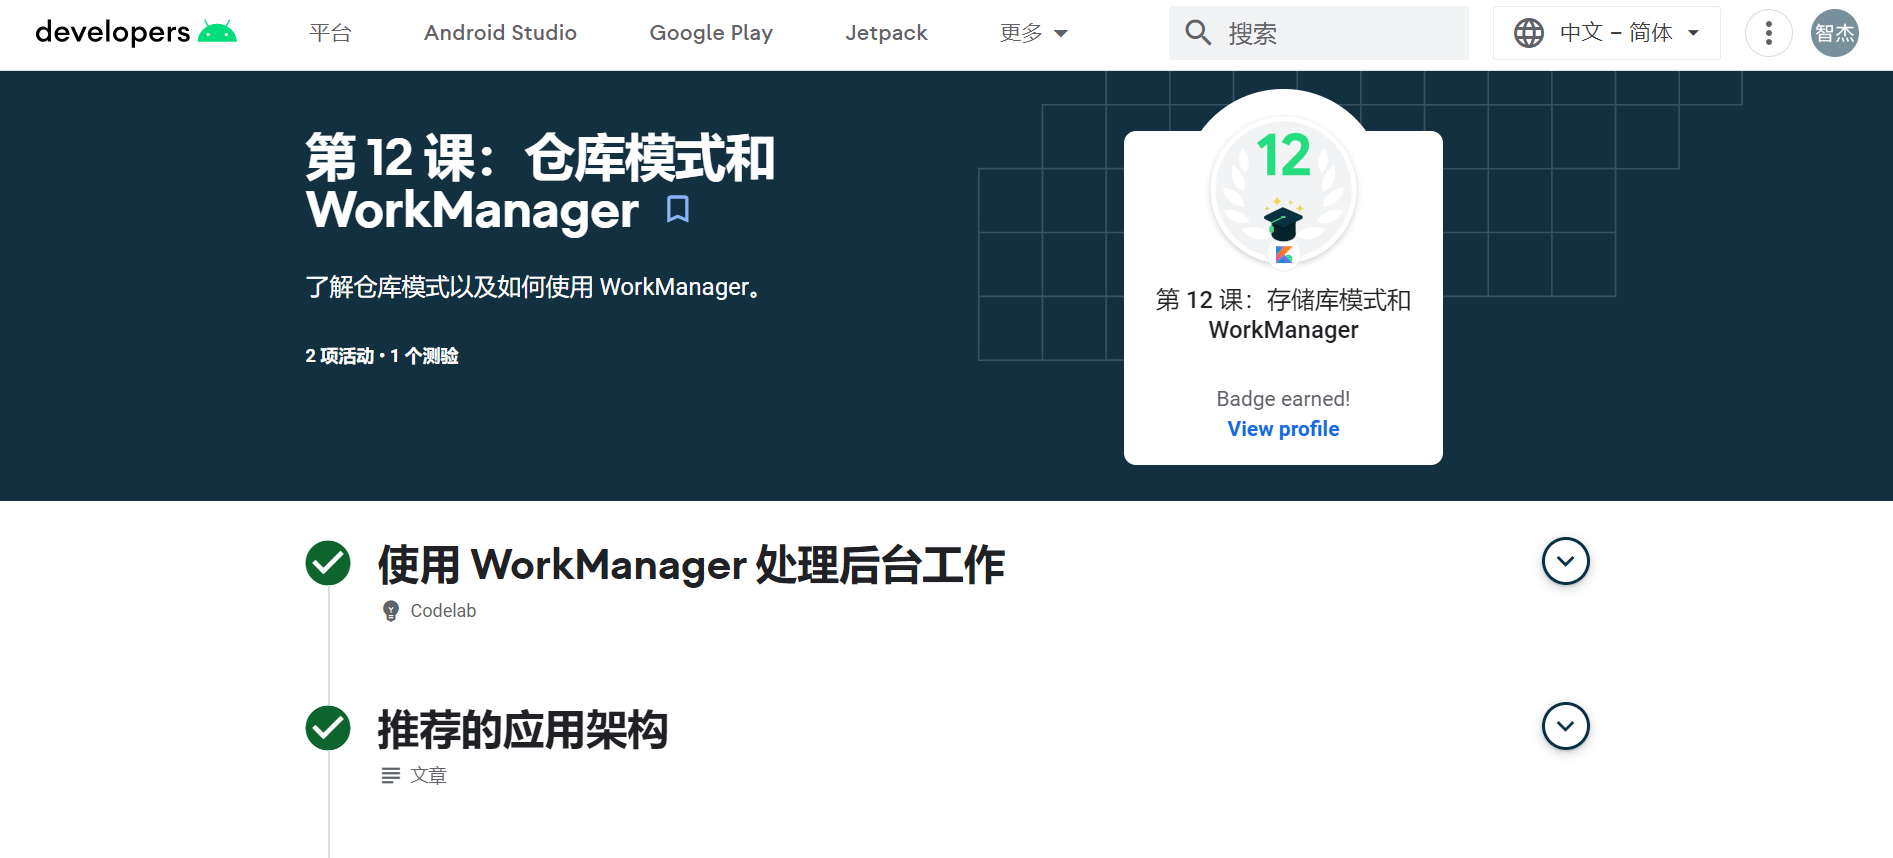 developers
平台
Android Studio
Google Play
Jetpack
更多
搜索
中文 – 简体
智杰
第 12 课：仓库模式和
WorkManager
了解仓库模式以及如何使用 WorkManager。
2 项活动 • 1 个测验
12
第 12 课：存储库模式和
WorkManager
Badge earned!
View profile
使用 WorkManager 处理后台工作
Codelab
推荐的应用架构
文章